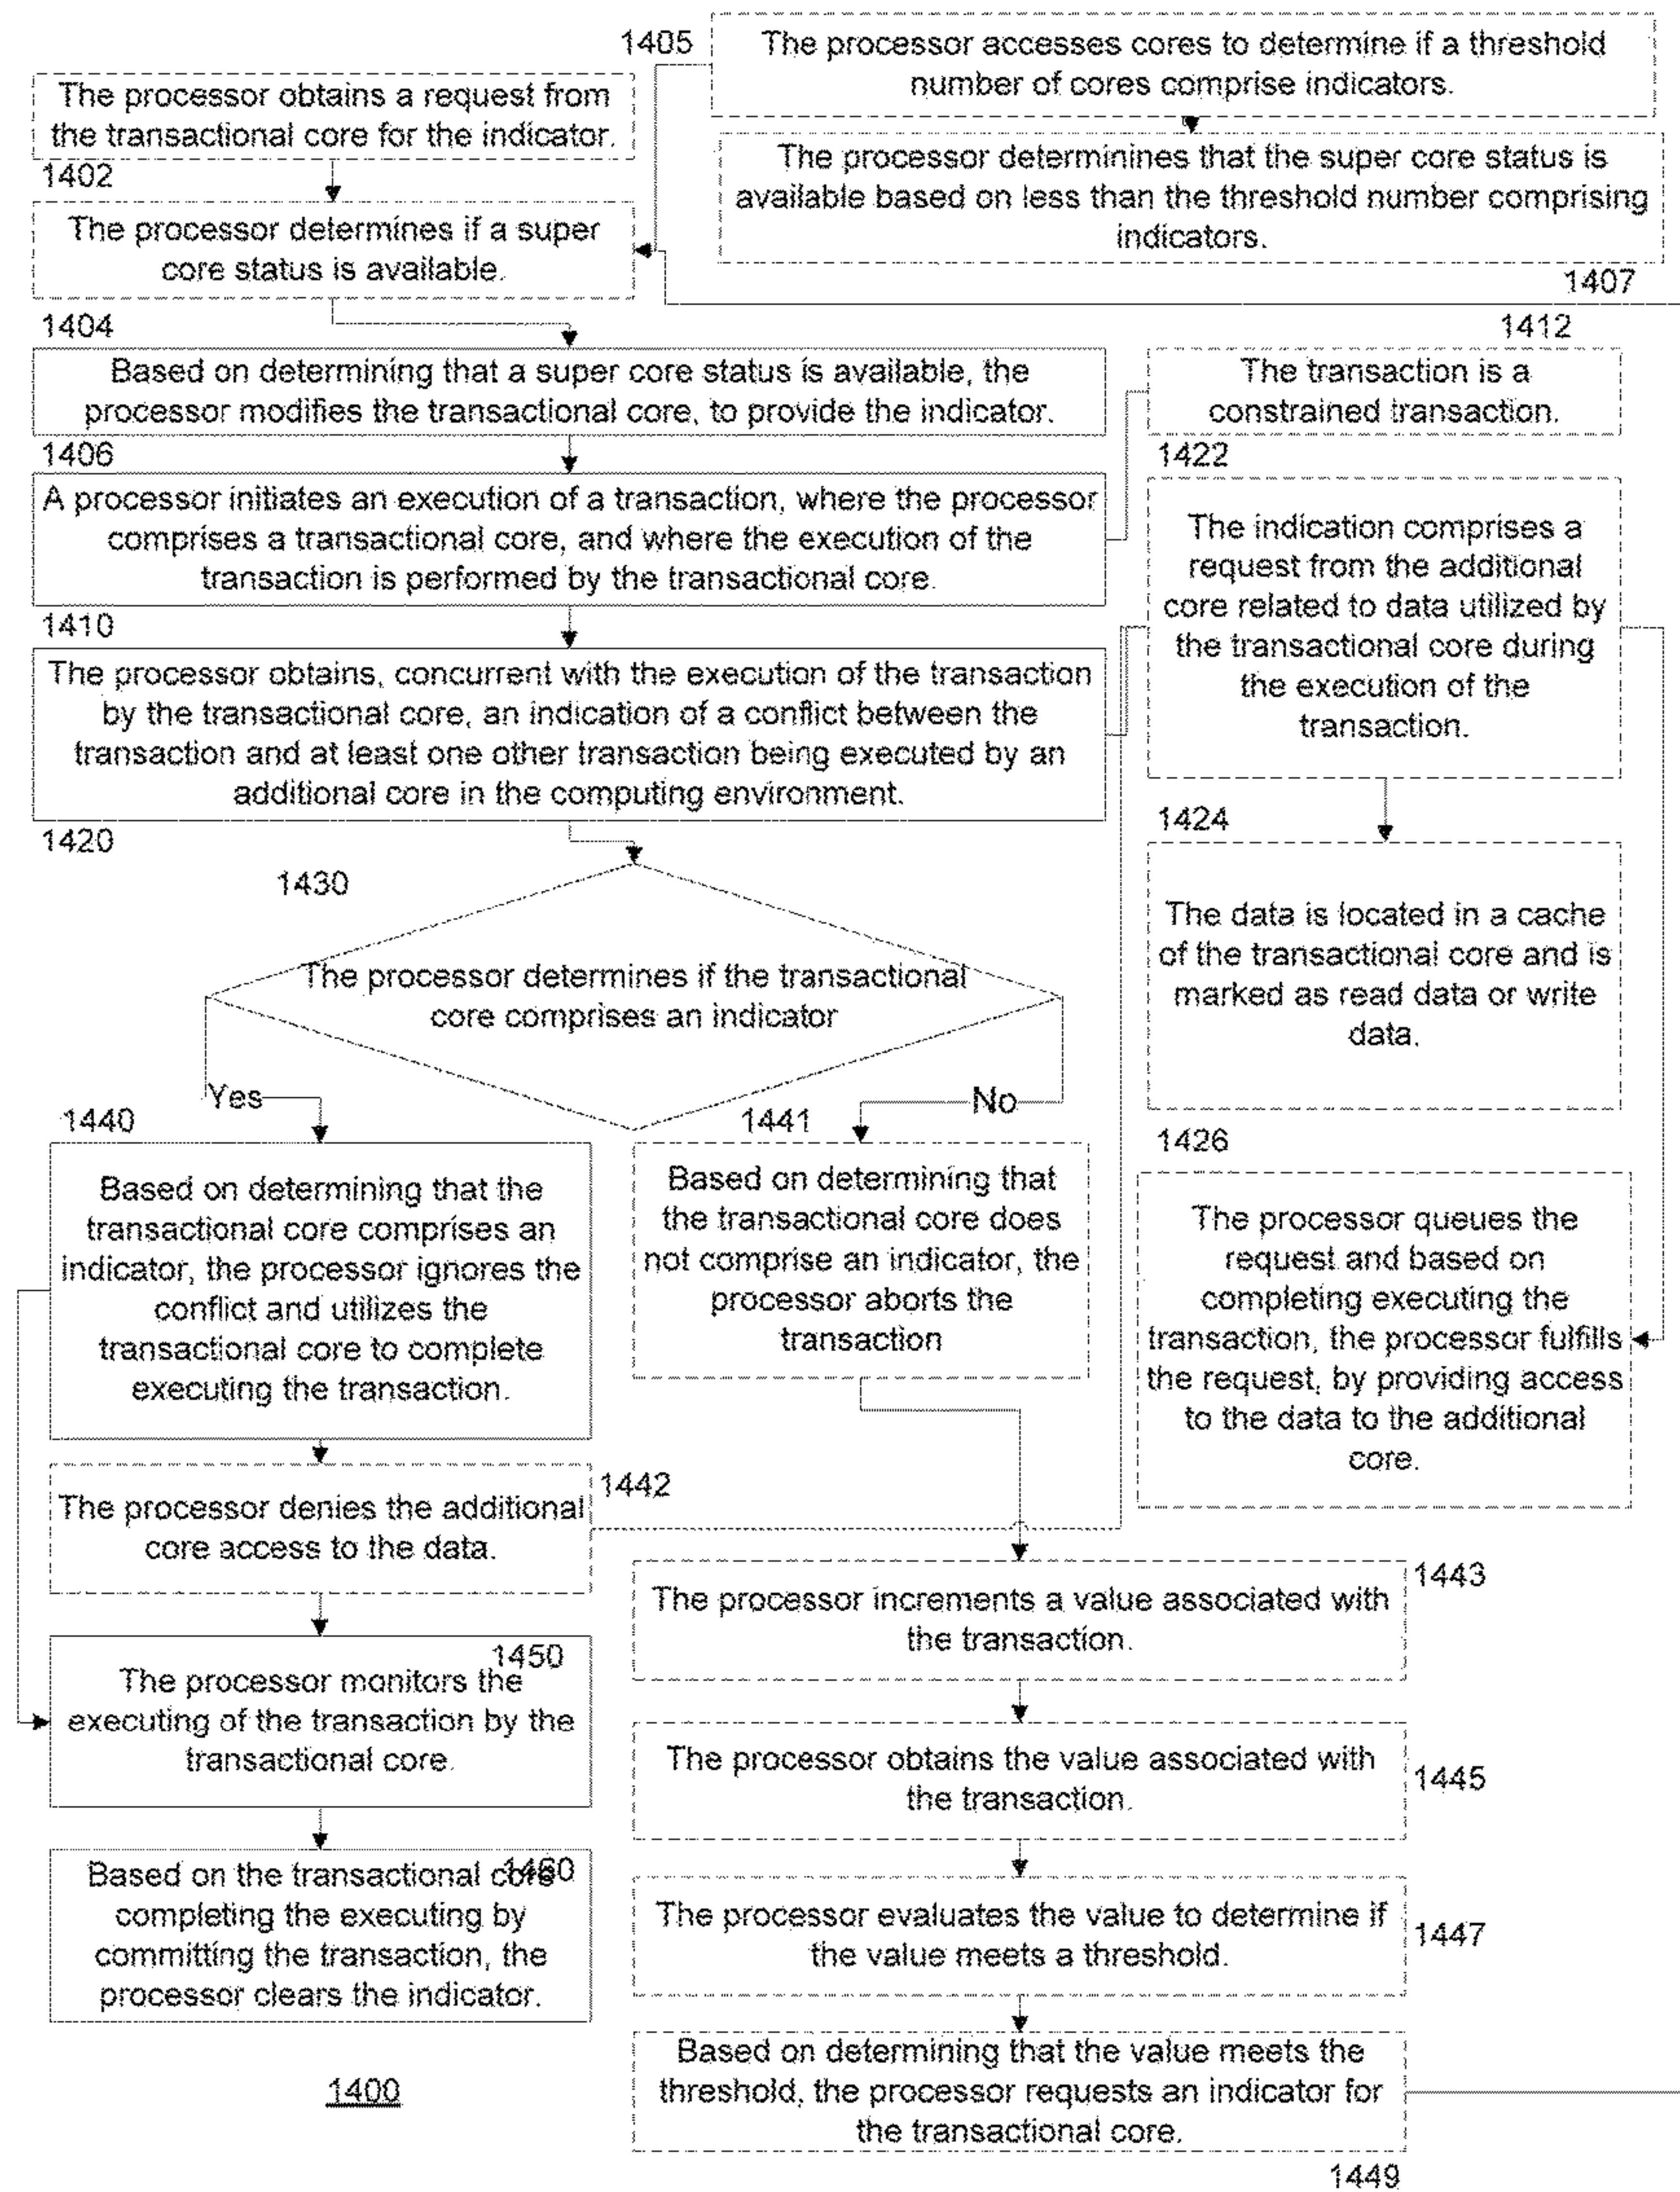 1405
The processor accesses cores to determine if a threshold
number of cores comprise indicators.
The processor obtains a request from
the transactional core for the indicator.
1402
The processor determinines that the super core status is
available based on less than the threshold number comprising
indicators.
1407
The processor determines if a super
core status is available.
1404
1412
Based on determining that a super core status is available, the
processor modifies the transactional core, to provide the indicator.
1406
The transaction is a
constrained transaction.
1422
A processor initiates an execution of a transaction, where the processor
comprises a transactional core, and where the execution of the
transaction is performed by the transactional core.
1410
The indication comprises a
request from the additional
core related to data utilized by
the transactional core during
the execution of the
transaction.
1424
The processor obtains, concurrent with the execution of the transaction
by the transactional core, an indication of a conflict between the
transaction and at least one other transaction being executed by an
additional core in the computing environment.
1420
1430
The data is located in a cache
of the transactional core and is
marked as read data or write
data.
1426
The processor determines if the transactional
core comprises an indicator
Yes
No
1440
1441
Based on determining that the
transactional core comprises an
indicator, the processor ignores the
conflict and utilizes the
transactional core to complete
executing the transaction.
Based on determining that
the transactional core does
not comprise an indicator, the
processor aborts the
transaction
The processor queues the
request and based on
completing executing the
transaction, the processor fulfills
the request, by providing access
to the data to the additional
core.
1442
The processor denies the additional
core access to the data.
1443
The processor increments a value associated with
the transaction.
1450
The processor monitors the
executing of the transaction by the
transactional core.
The processor obtains the value associated with
the transaction.
1445
1460
Based on the transactional core
completing the executing by
committing the transaction, the
processor clears the indicator.
The processor evaluates the value to determine if
the value meets a threshold.
1447
Based on determining that the value meets the
threshold, the processor requests an indicator for
the transactional core.
1449
1400